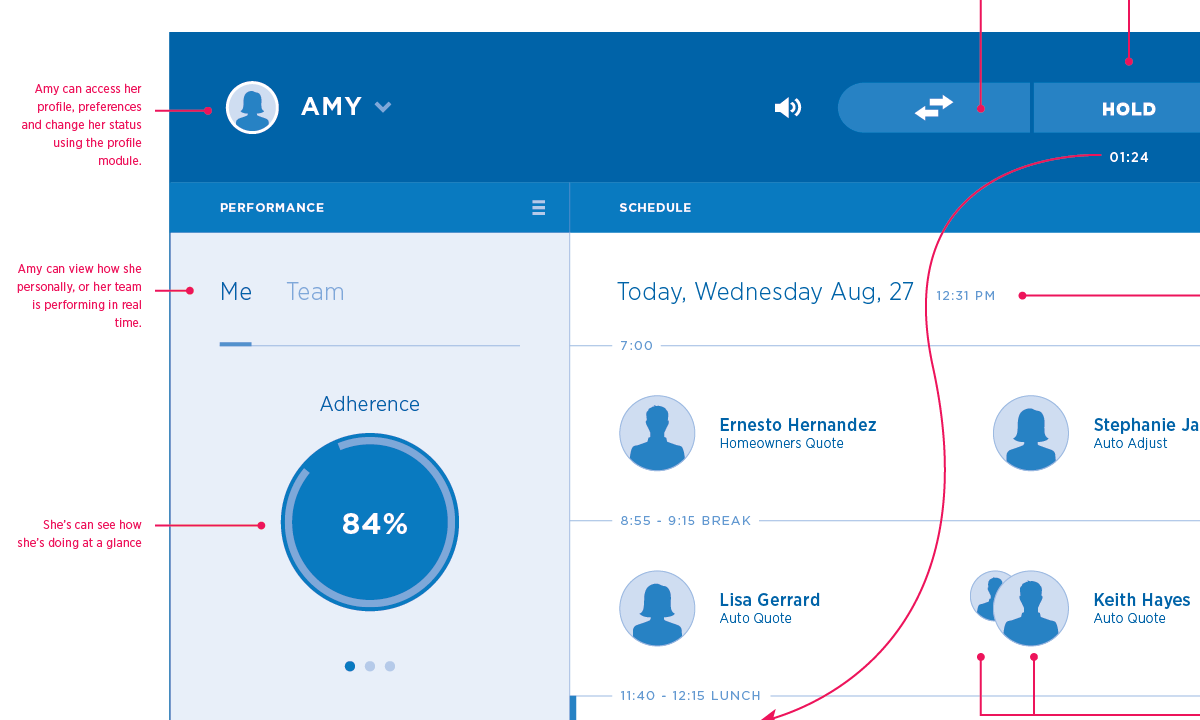 Amy can access her
profile, preferences
and change her status
using the profile
module.
AMY
HOLD
01:24
PERFORMANCE
SCHEDULE
Amy can view how she
personally, or her team
is performing in real
time.
Me Team
Today, Wednesday Aug, 27 12:31 PM
7:00
Adherence
84%
She's can see how
she's doing at a glance
Ernesto Hernandez
Homeowners Quote
Stephanie Ja
Auto Adjust
8:55 - 9:15 BREAK
Lisa Gerrard
Auto Quote
Keith Hayes
Auto Quote
11:40 - 12:15 LUNCH